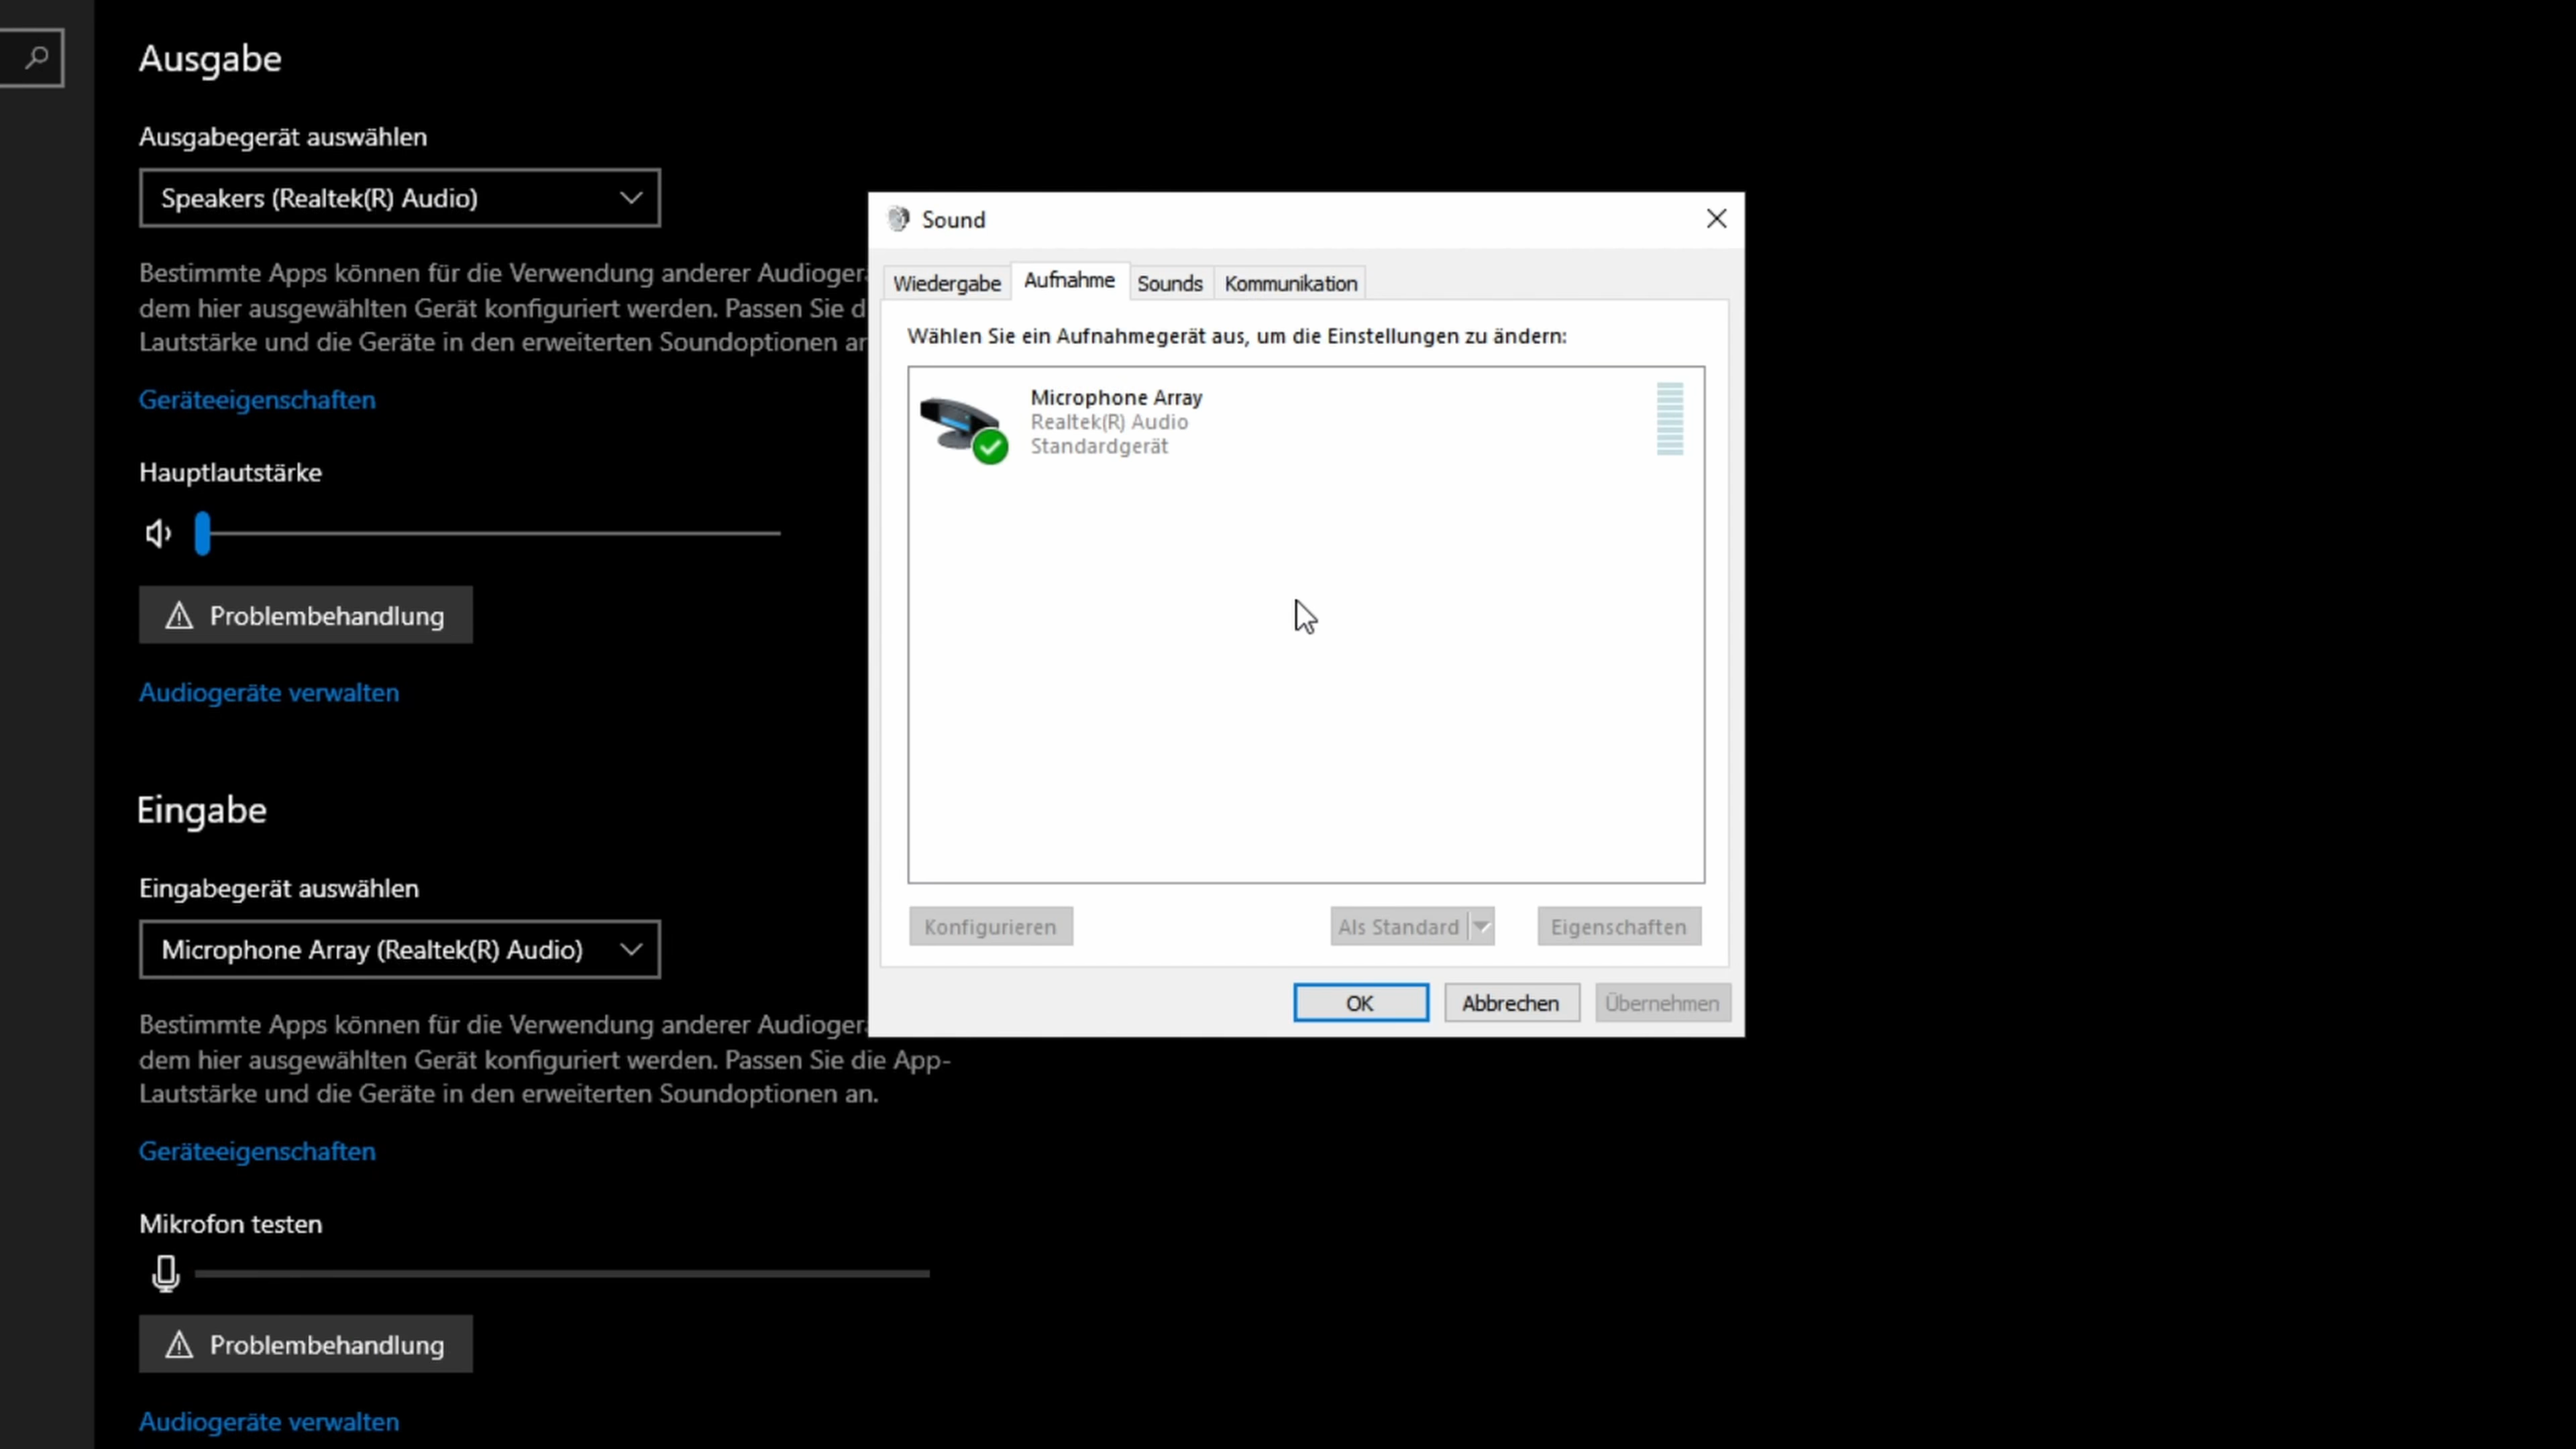 Ausgabe
Ausgabegerät auswählen
Speakers (Realtek(R) Audio)
Bestimmte Apps können für die Verwendung anderer Audioger
dem hier ausgewählten Gerät konfiguriert werden. Passen Sie d
Lautstärke und die Geräte in den erweiterten Soundoptionen an
Geräteeigenschaften
Hauptlautstärke
Problembehandlung
Audiogeräte verwalten
Eingabe
Eingabegerät auswählen
Microphone Array (Realtek(R) Audio)
Bestimmte Apps können für die Verwendung anderer Audioger
dem hier ausgewählten Gerät konfiguriert werden. Passen Sie die App-
Lautstärke und die Geräte in den erweiterten Soundoptionen an.
Geräteeigenschaften
Mikrofon testen
Problembehandlung
Audiogeräte verwalten
Sound
Wiedergabe Aufnahme Sounds Kommunikation
Wählen Sie ein Aufnahmegerät aus, um die Einstellungen zu ändern:
Microphone Array
Realtek(R) Audio
Standardgerät
Konfigurieren Als Standard Eigenschaften
OK Abbrechen Übernehmen